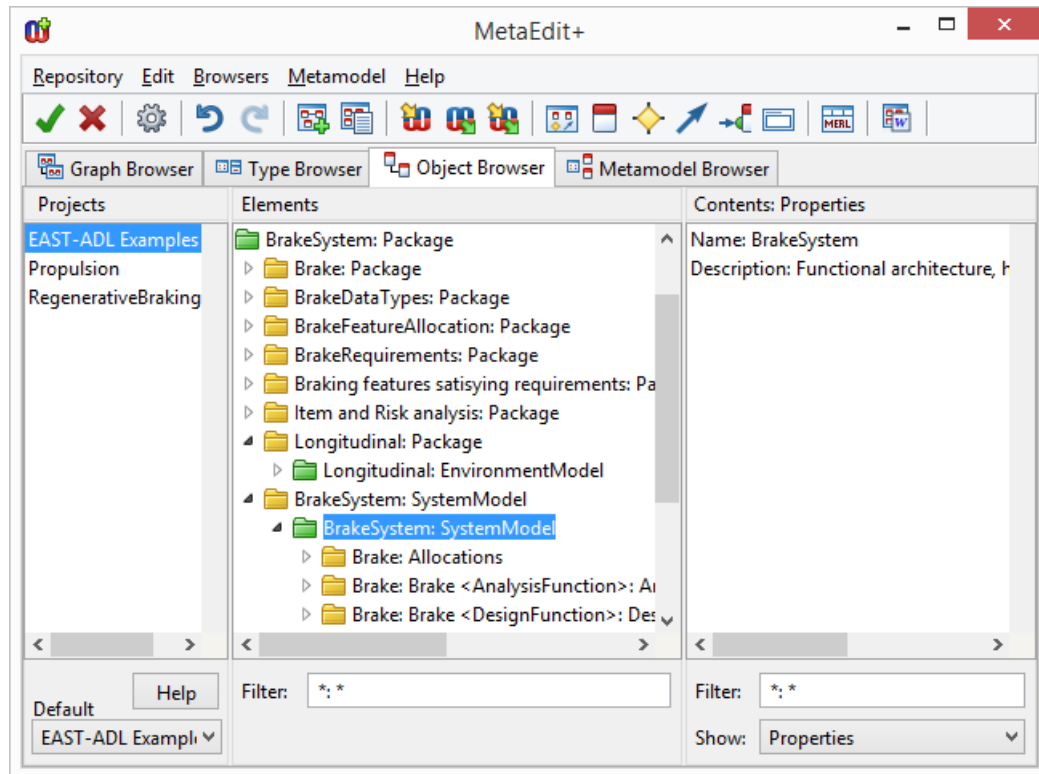 MetaEdit+
Repository Edit Browsers Metamodel Help
MERL
W
Graph Browser Type Browser Object Browser Metamodel Browser
Projects Elements Contents: Properties
EAST-ADL Examples BrakeSystem: Package Name: BrakeSystem
Propulsion Brake: Package Description: Functional architecture, h
RegenerativeBraking BrakeDataTypes: Package
BrakeFeatureAllocation: Package
BrakeRequirements: Package
Braking features satisying requirements: Pa
Item and Risk analysis: Package
Longitudinal: Package
Longitudinal: EnvironmentModel
BrakeSystem: SystemModel
BrakeSystem: SystemModel
Brake: Allocations
Brake: Brake <AnalysisFunction>: A
Brake: Brake <DesignFunction>: Des
Help Filter: *: * Filter: *: *
Default
EAST-ADL Exampl Show: Properties